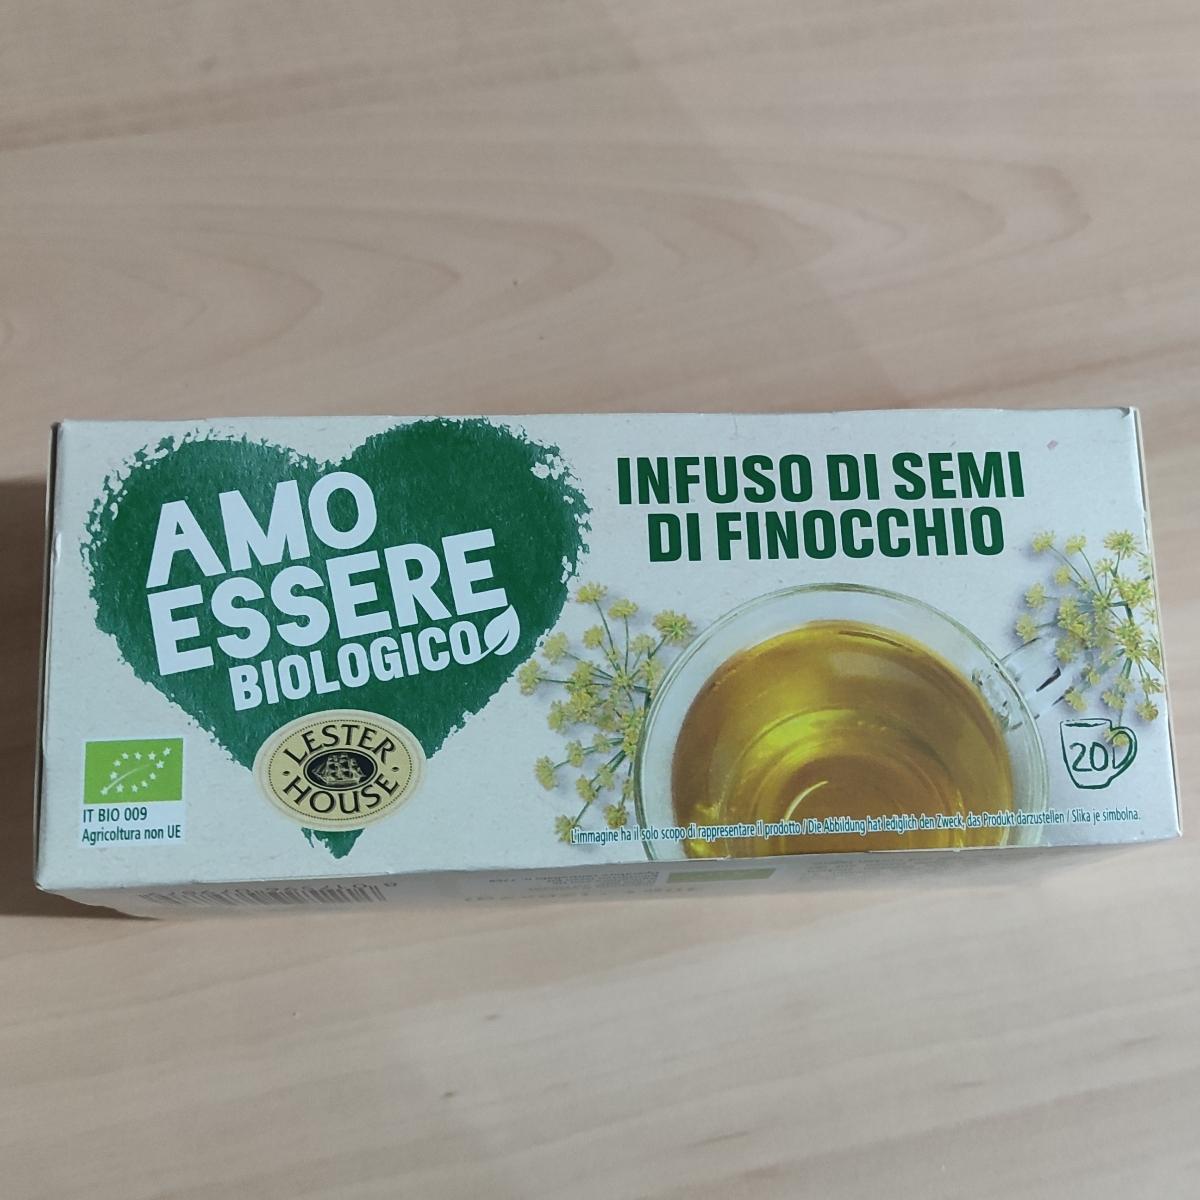 AMO
ESSERE
BIOLOGICO
LESTER
HOUSE
INFUSO DI SEMI
DI FINOCCHIO
20
IT BIO 009
Agricoltura non UE
L'immagine ha il solo scopo di rappresentare il prodotto / Die Abbildung hat lediglich den Zweck, das Produkt darzustellen / Slika je simbolna.